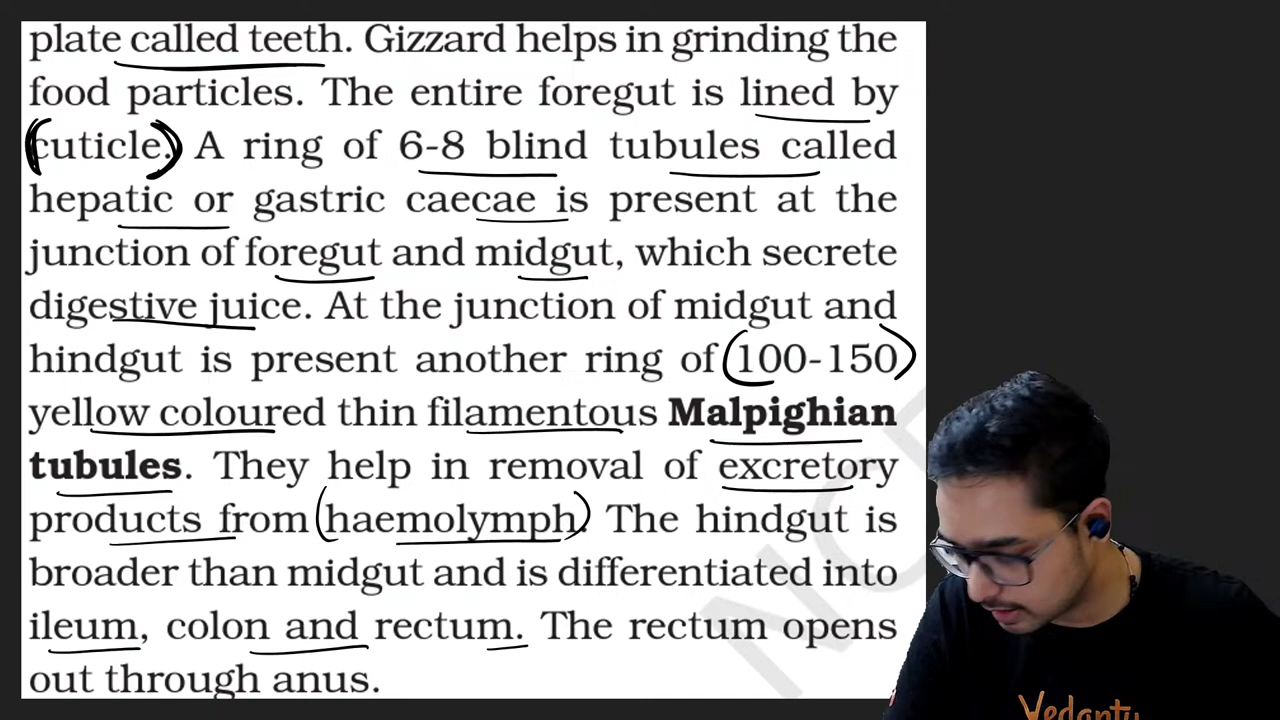 plate called teeth. Gizzard helps in grinding the
food particles. The entire foregut is lined by
cuticle. A ring of 6-8 blind tubules called
hepatic or gastric caecae is present at the
junction of foregut and midgut, which secrete
digestive juice. At the junction of midgut and
hindgut is present another ring of 100-150
yellow coloured thin filamentous Malpighian
tubules. They help in removal of excretory
products from haemolymph. The hindgut is
broader than midgut and is differentiated into
ileum, colon and rectum. The rectum opens
out through anus.